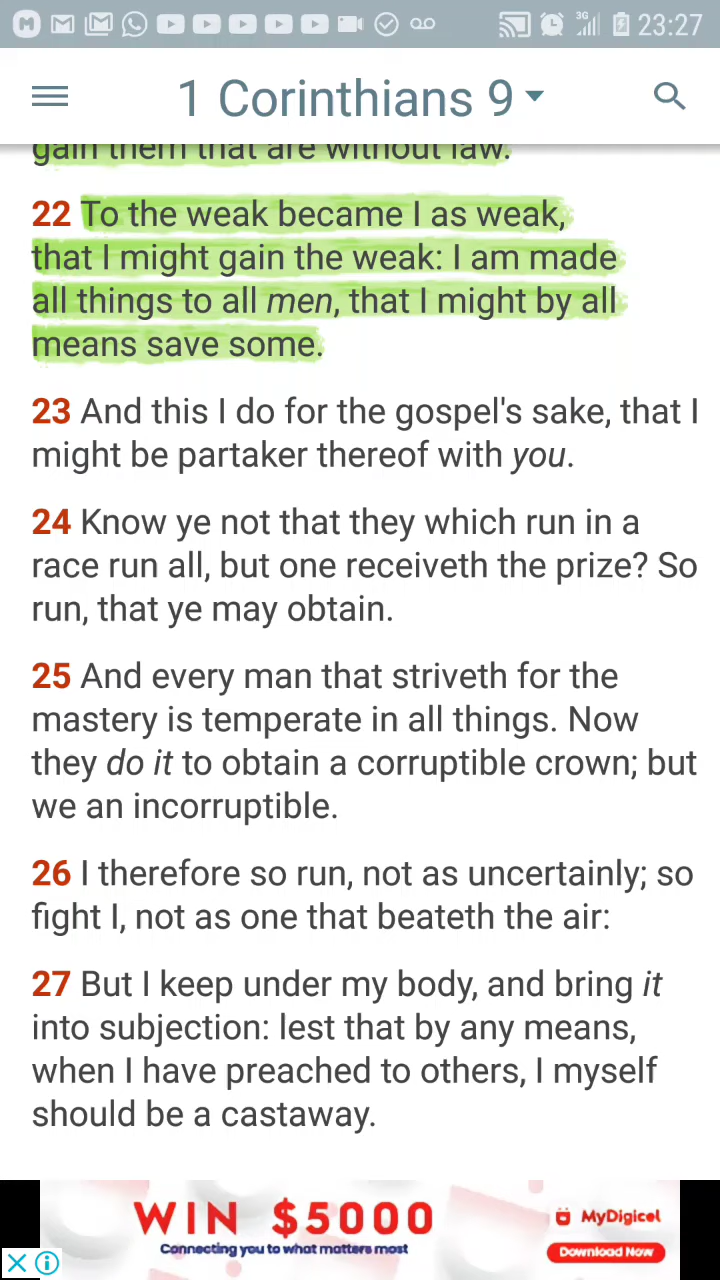 23:27
3G
1 Corinthians 9
gain them that are without law.
22 To the weak became I as weak,
that I might gain the weak: I am made
all things to all men, that I might by all
means save some.
23 And this I do for the gospel's sake, that I
might be partaker thereof with you.
24 Know ye not that they which run in a
race run all, but one receiveth the prize? So
run, that ye may obtain.
25 And every man that striveth for the
mastery is temperate in all things. Now
they do it to obtain a corruptible crown; but
we an incorruptible.
26 I therefore so run, not as uncertainly; so
fight I, not as one that beateth the air:
27 But I keep under my body, and bring it
into subjection: lest that by any means,
when I have preached to others, I myself
should be a castaway.
WIN $5000
Connecting you to what matters most
MyDigicel
Download Now